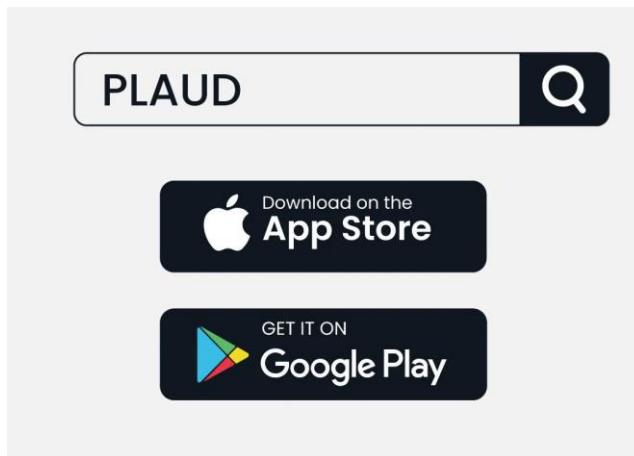 PLAUD
Download on the
App Store
GET IT ON
Google Play